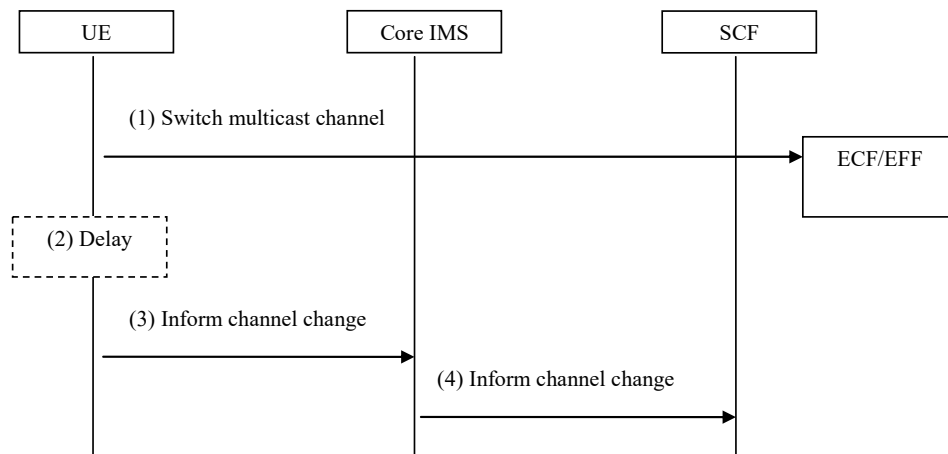 UE
Core IMS
SCF
(1) Switch multicast channel
ECF/EFF
(2) Delay
(3) Inform channel change
(4) Inform channel change